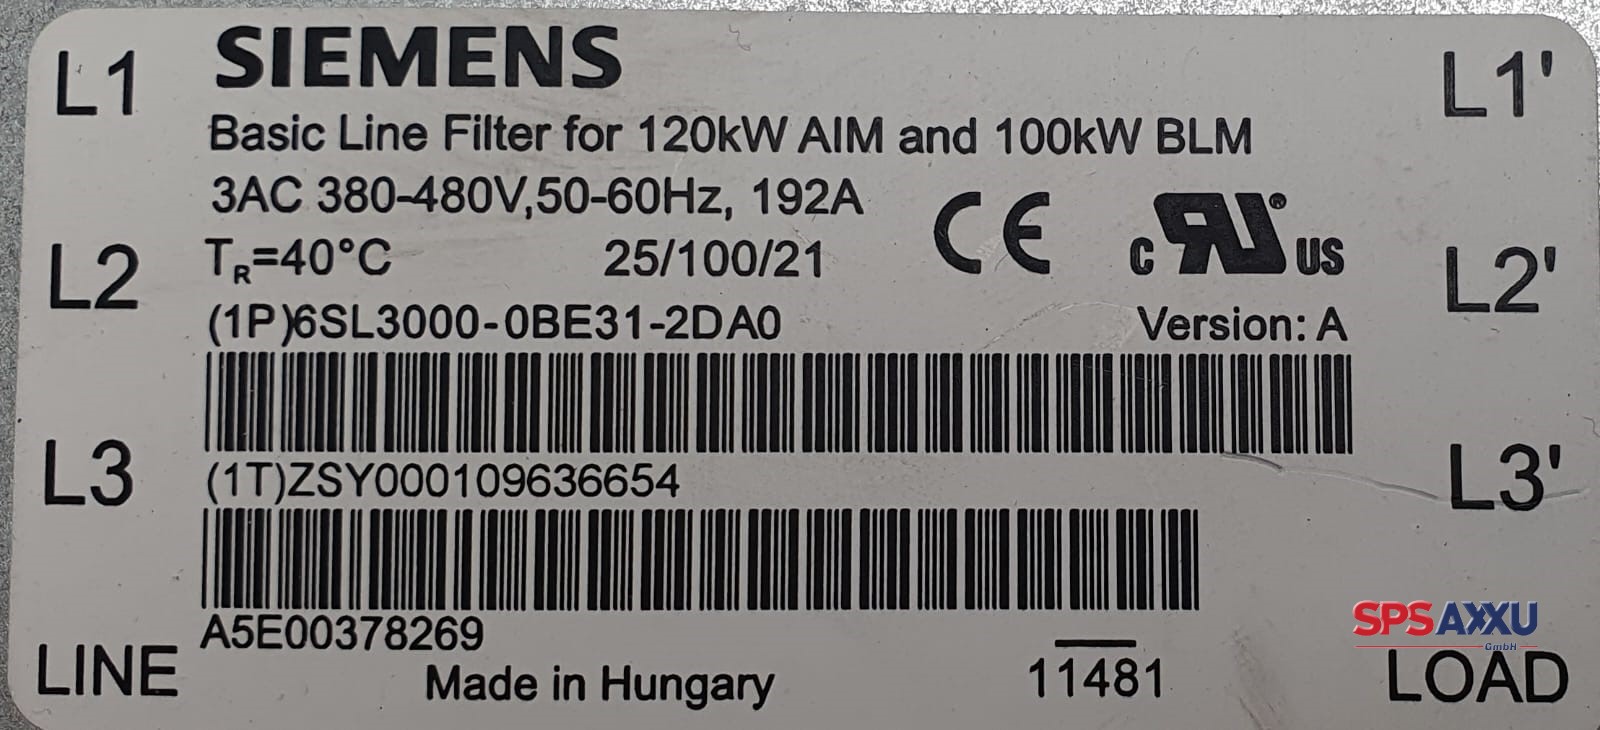 L1
SIEMENS
L1'
Basic Line Filter for 120kW AIM and 100kW BLM
3AC 380-480V,50-60Hz, 192A
CE
c RU® US
L2
TR=40°C 25/100/21
L2'
(1P)6SL3000-0BE31-2DA0 Version: A
L3
(1T)ZSY000109636654
L3'
A5E00378269
SPSAXXU
GmbH
LINE
Made in Hungary
11481
LOAD